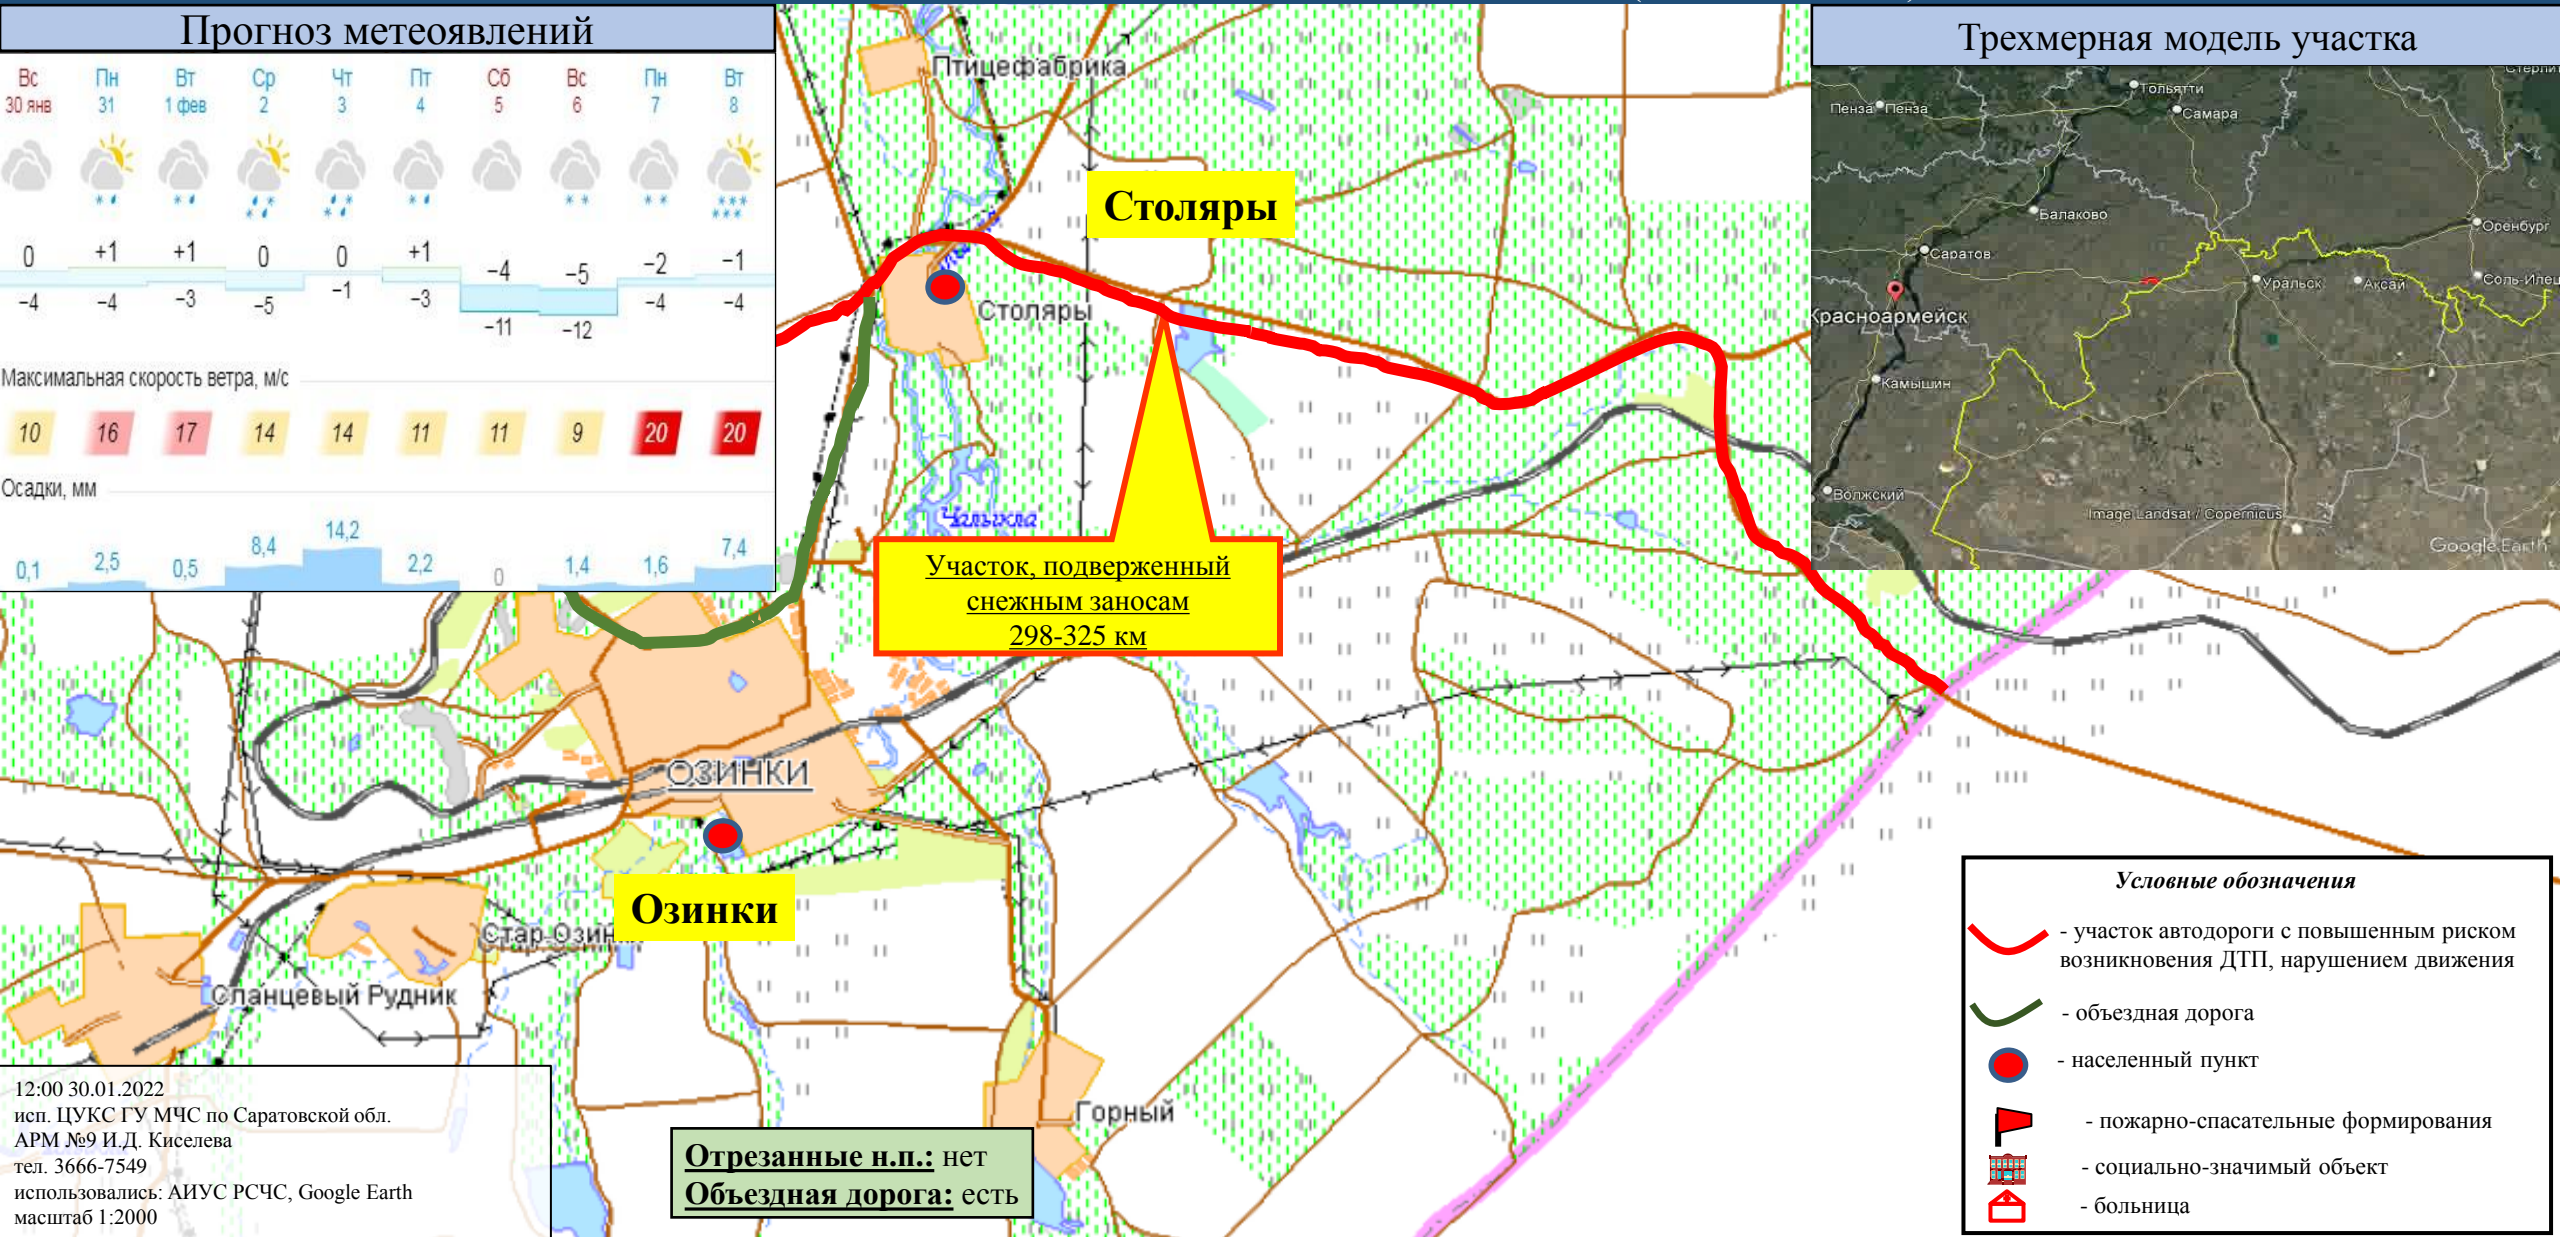 Прогноз метеоявлений
Вс Пн Вт Ср Чт Пт Сб Вс Пн Вт
30 янв 31 1 фев 2 3 4 5 6 7 8
0 +1 +1 0 0 +1 −4 −5 −2 −1
−4 −4 −3 −5 −1 −3 −11 −12 −4 −4
Максимальная скорость ветра, м/с
10 16 17 14 14 11 11 9 20 20
Осадки, мм
0,1 2,5 0,5 8,4 14,2 2,2 0 1,4 1,6 7,4
Птицефабрика
Столяры
Столяры
Чалыкла
Участок, подверженный
снежным заносам
298-325 км
ОЗИНКИ
Озинки
Стар-Озин
Сланцевый Рудник
Горный
Трехмерная модель участка
Пенза Пенза
Тольятти
Самара
Балаково
Саратов
Оренбург
Уральск
Аксай
Соль-Илец
Красноармейск
Камышин
Волжский
Image Landsat / Copernicus
Google Earth
12:00 30.01.2022
исп. ЦУКС ГУ МЧС по Саратовской обл.
АРМ №9 И.Д. Киселева
тел. 3666-7549
использовались: АИУС РСЧС, Google Earth
масштаб 1:2000
Отрезанные н.п.: нет
Объездная дорога: есть
Условные обозначения
- участок автодороги с повышенным риском
возникновения ДТП, нарушением движения
- объездная дорога
- населенный пункт
- пожарно-спасательные формирования
- социально-значимый объект
- больница